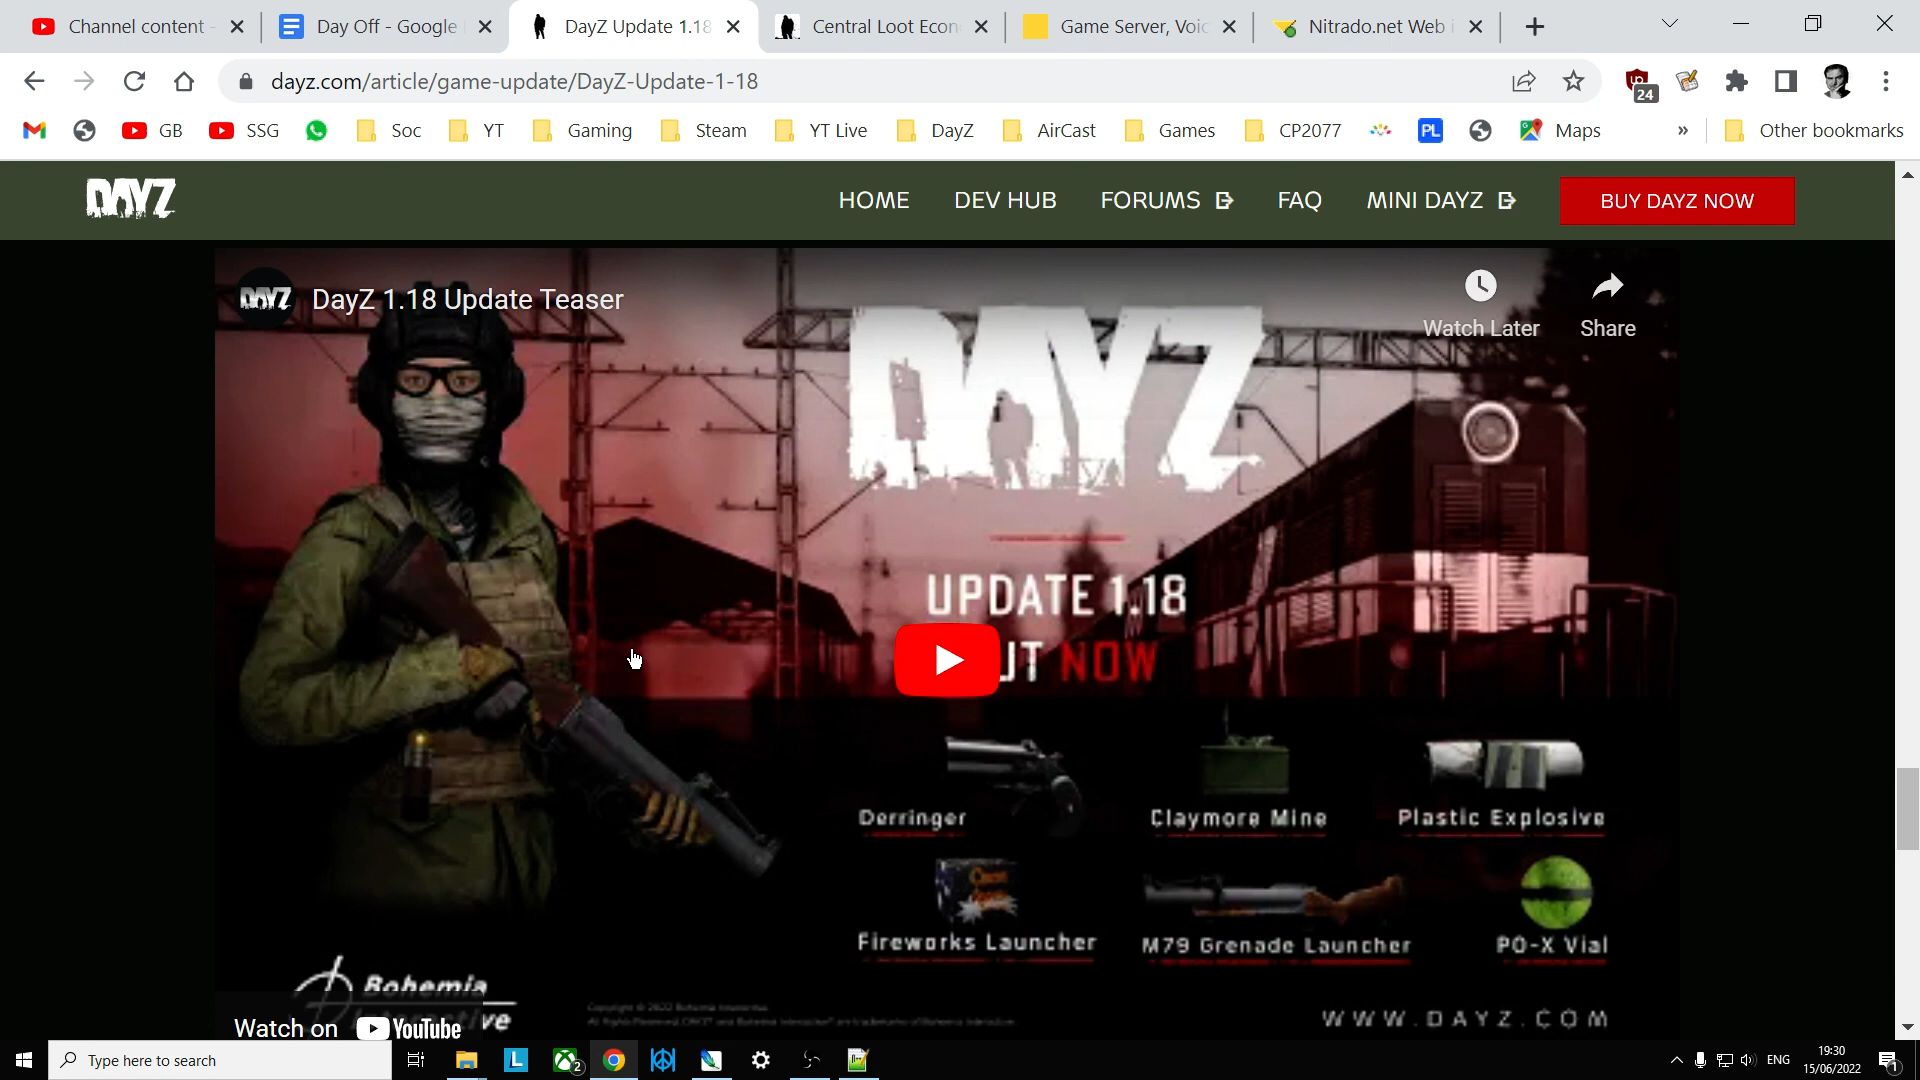 Channel content -
Day Off - Google
DayZ Update 1.18
Central Loot Econ
Game Server, Voic
Nitrado.net Web i
dayz.com/article/game-update/DayZ-Update-1-18
24
GB
SSG
Soc
YT
Gaming
Steam
YT Live
DayZ
AirCast
Games
CP2077
PL
Maps
»
Other bookmarks
DAYZ
HOME
DEV HUB
FORUMS
FAQ
MINI DAYZ
BUY DAYZ NOW
DAYZ
DayZ 1.18 Update Teaser
Watch Later
Share
DAYZ
UPDATE 1.18
UT NOW
Derringer
Claymore Mine
Plastic Explosive
Fireworks Launcher
M79 Grenade Launcher
PO-X Vial
Bohemia
ve
Watch on YouTube
WWW.DAYZ.COM
Type here to search
L
2
ENG
19:30
15/06/2022
1